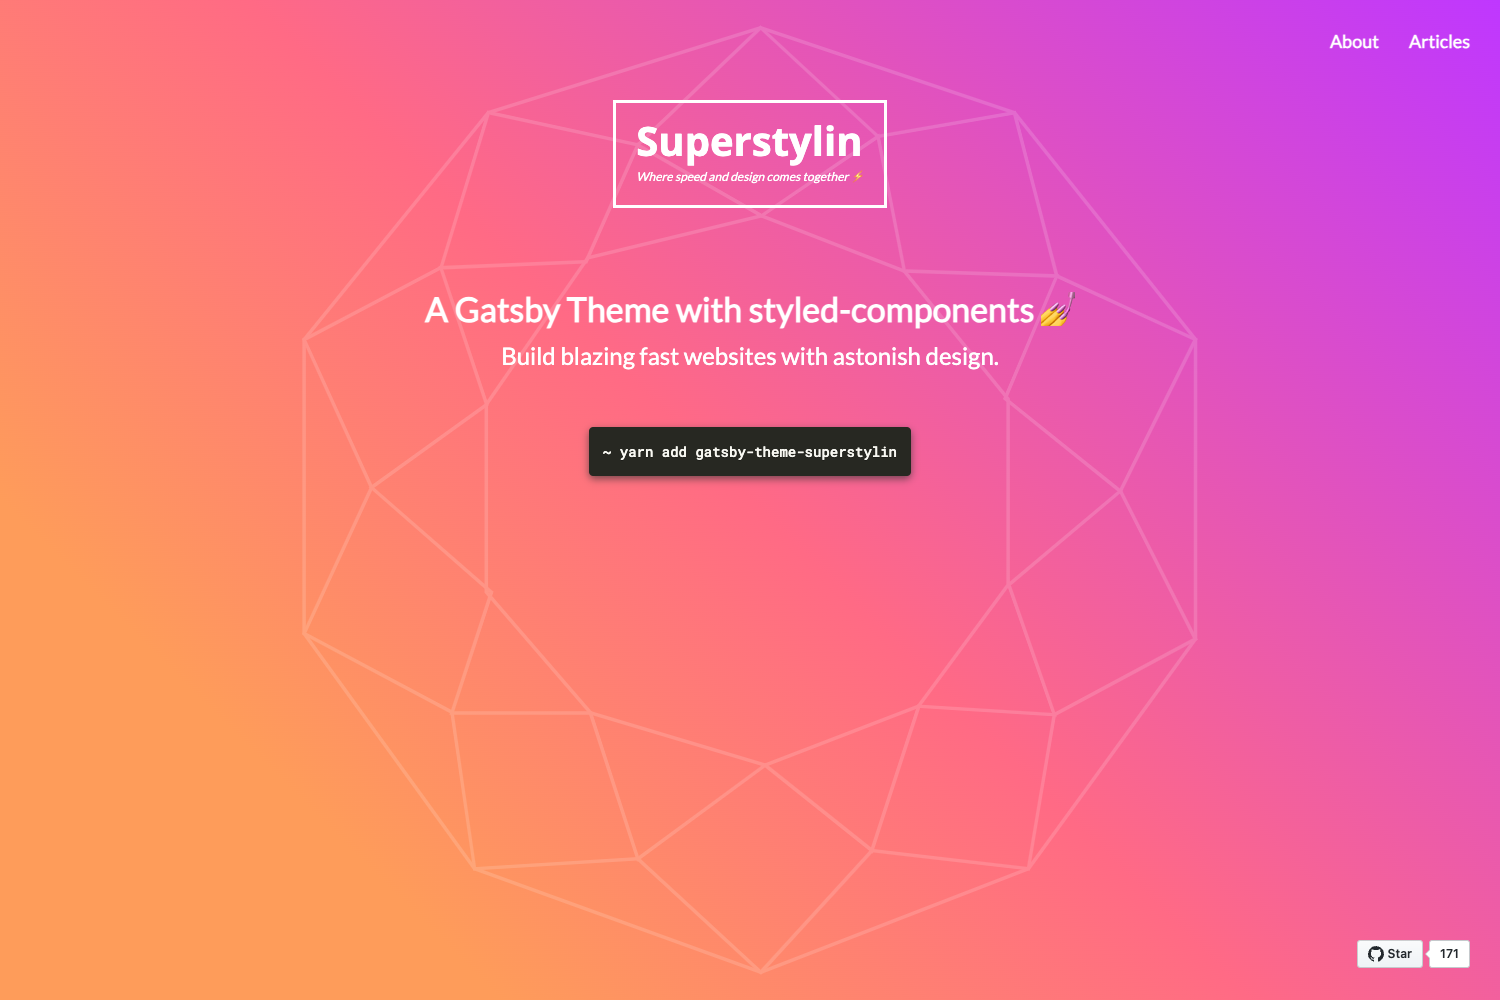 About Articles
Superstylin
Where speed and design comes together ⚡
A Gatsby Theme with styled-components 💅
Build blazing fast websites with astonish design.
~ yarn add gatsby-theme-superstylin
Star 171